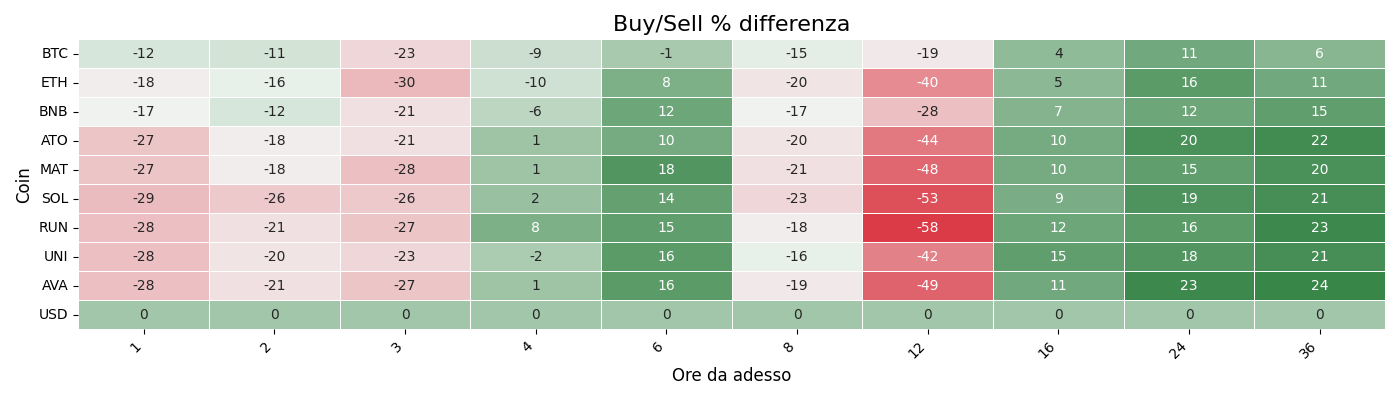 Buy/Sell % differenza
Coin
BTC -12 -11 -23 -9 -1 -15 -19 4 11 6
ETH -18 -16 -30 -10 8 -20 -40 5 16 11
BNB -17 -12 -21 -6 12 -17 -28 7 12 15
ATO -27 -18 -21 1 10 -20 -44 10 20 22
MAT -27 -18 -28 1 18 -21 -48 10 15 20
SOL -29 -26 -26 2 14 -23 -53 9 19 21
RUN -28 -21 -27 8 15 -18 -58 12 16 23
UNI -28 -20 -23 -2 16 -16 -42 15 18 21
AVA -28 -21 -27 1 16 -19 -49 11 23 24
USD 0 0 0 0 0 0 0 0 0 0
1 2 3 4 6 8 12 16 24 36
Ore da adesso